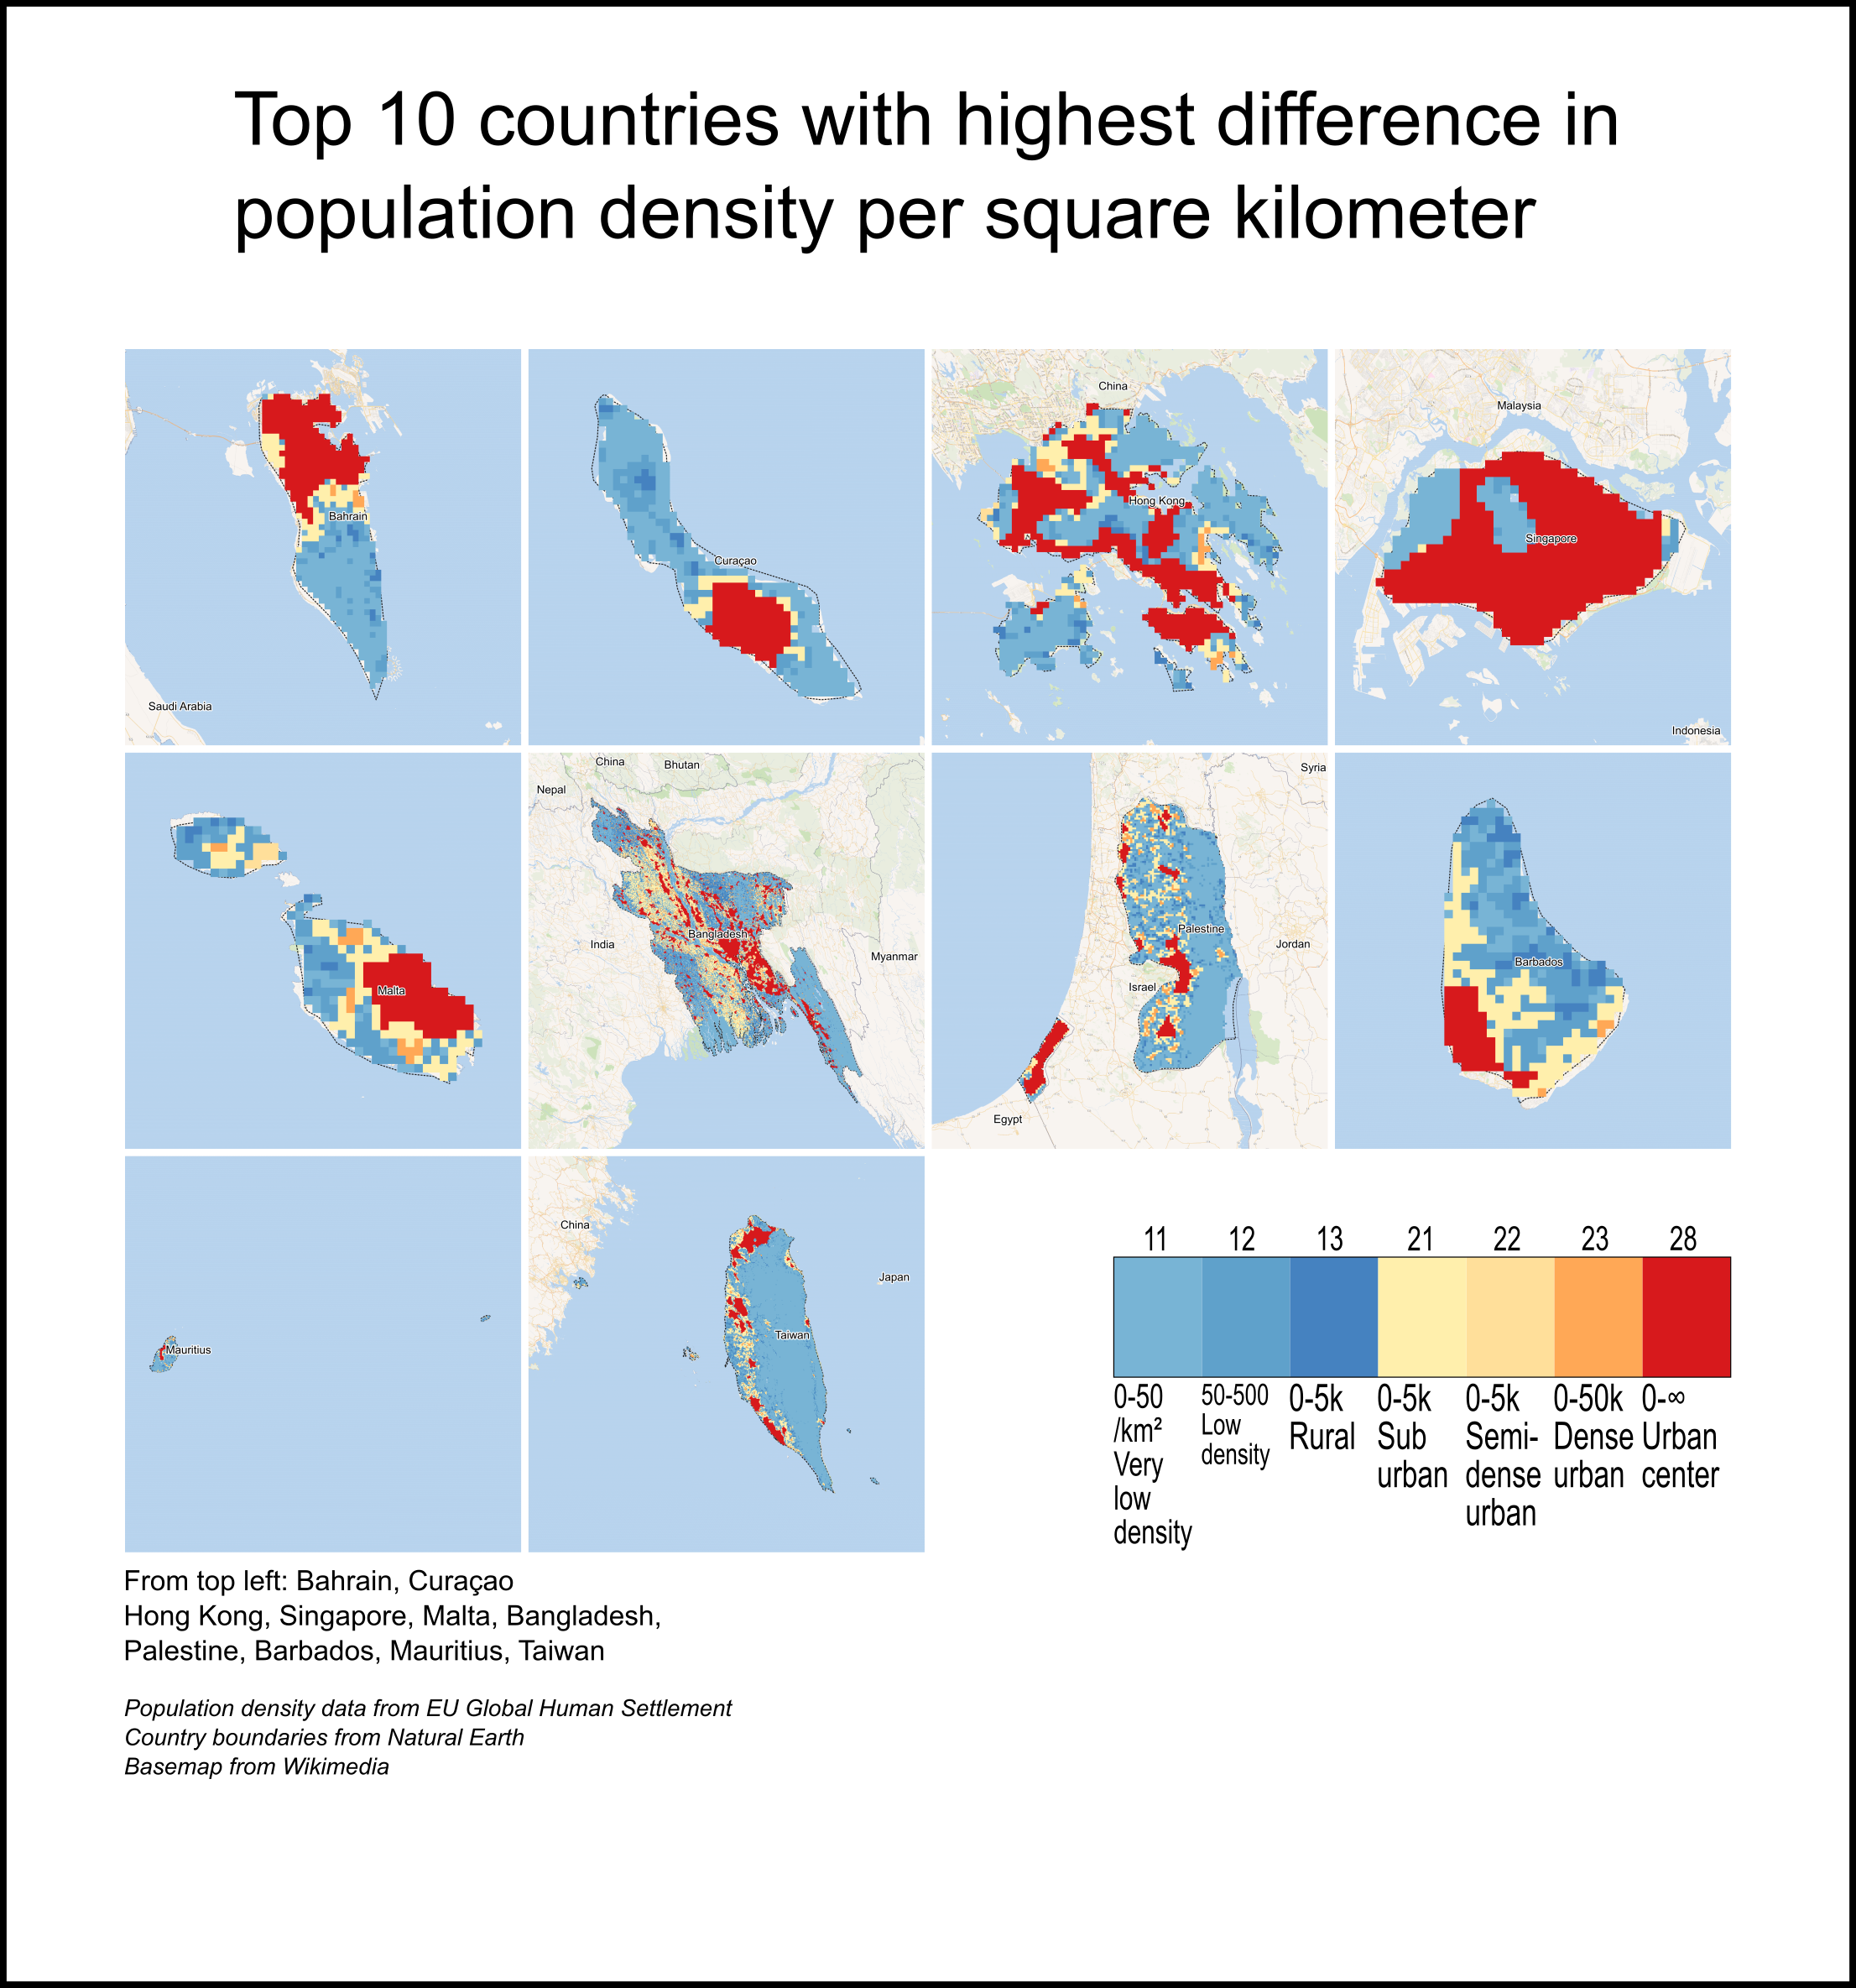 Top 10 countries with highest difference in
population density per square kilometer
Bahrain
Saudi Arabia
Curaçao
China
Hong Kong
Malaysia
Singapore
Indonesia
Malta
China
Bhutan
Nepal
Bangladesh
India
Myanmar
Syria
Palestine
Jordan
Israel
Egypt
Barbados
Mauritius
China
Japan
Taiwan
11 12 13 21 22 23 28
0-50
/km²
Very
low
density
50-500
Low
density
0-5k
Rural
0-5k
Sub
urban
0-5k
Semi-
dense
urban
0-50k
Dense
urban
0-∞
Urban
center
From top left: Bahrain, Curaçao
Hong Kong, Singapore, Malta, Bangladesh,
Palestine, Barbados, Mauritius, Taiwan
Population density data from EU Global Human Settlement
Country boundaries from Natural Earth
Basemap from Wikimedia